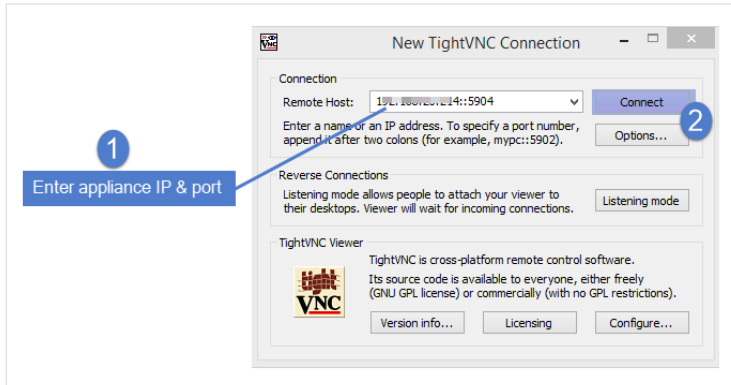 New TightVNC Connection
Connection
Remote Host:
::5904
Connect
Enter a name or an IP address. To specify a port number,
append it after two colons (for example, mypc::5902).
Options...
1
2
Enter appliance IP & port
Reverse Connections
Listening mode allows people to attach your viewer to
their desktops. Viewer will wait for incoming connections.
Listening mode
TightVNC Viewer
TightVNC is cross-platform remote control software.
Its source code is available to everyone, either freely
(GNU GPL license) or commercially (with no GPL restrictions).
tight
VNC
Version info...
Licensing
Configure...